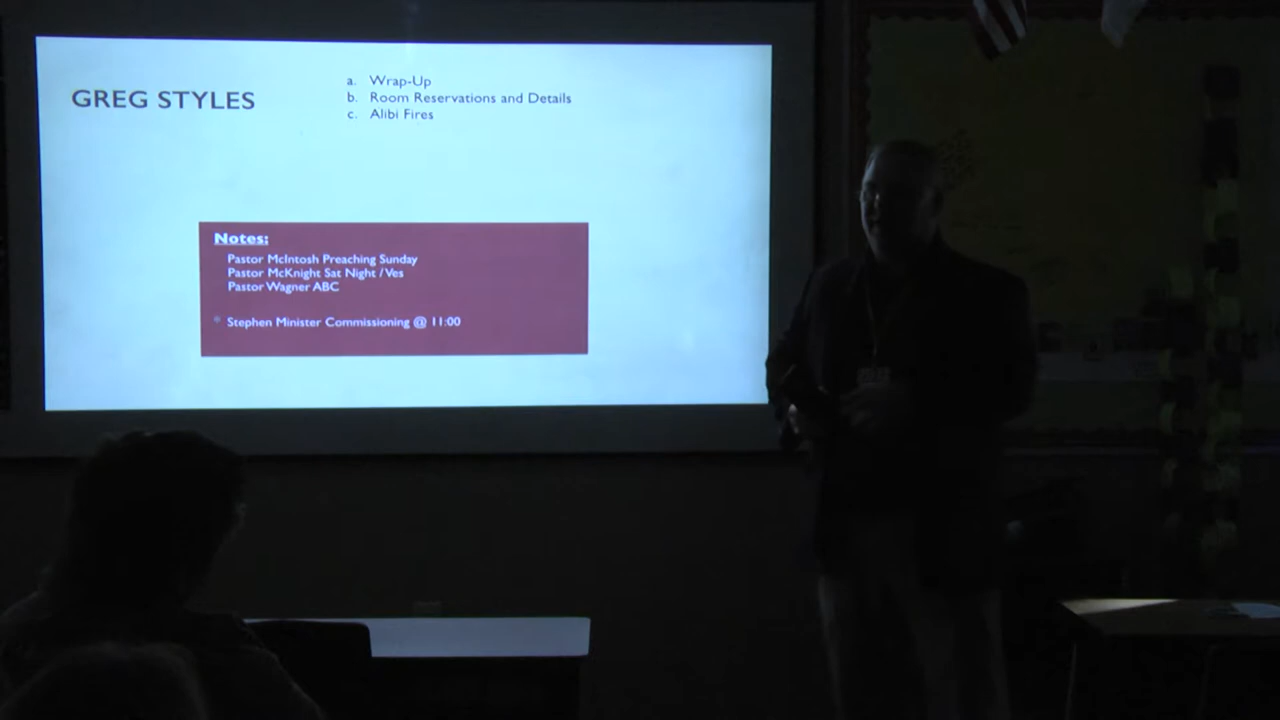 GREG STYLES
a. Wrap-Up
b. Room Reservations and Details
c. Alibi Fires
Notes:
Pastor McIntosh Preaching Sunday
Pastor McKnight Sat Night / Ves
Pastor Wagner ABC
* Stephen Minister Commissioning @ 11:00